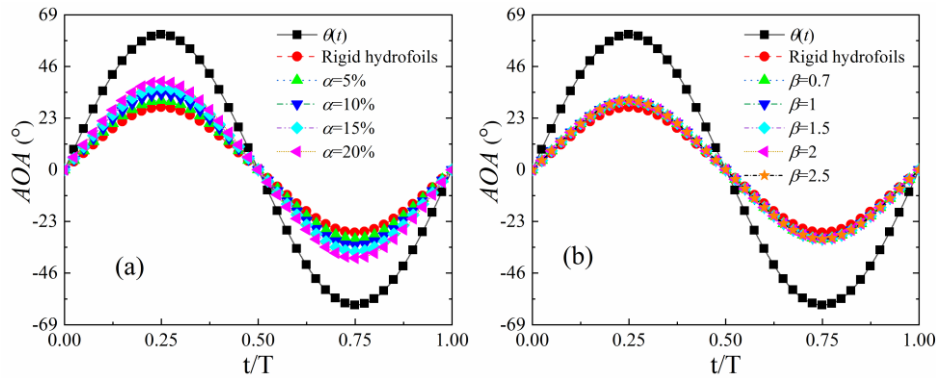 69
46
23
0
-23
-46
-69
AOA (°)
θ(t)
Rigid hydrofoils
α=5%
α=10%
α=15%
α=20%
(a)
0.00 0.25 0.50 0.75 1.00
t/T
69
46
23
0
-23
-46
-69
AOA (°)
θ(t)
Rigid hydrofoils
β=0.7
β=1
β=1.5
β=2
β=2.5
(b)
0.00 0.25 0.50 0.75 1.00
t/T